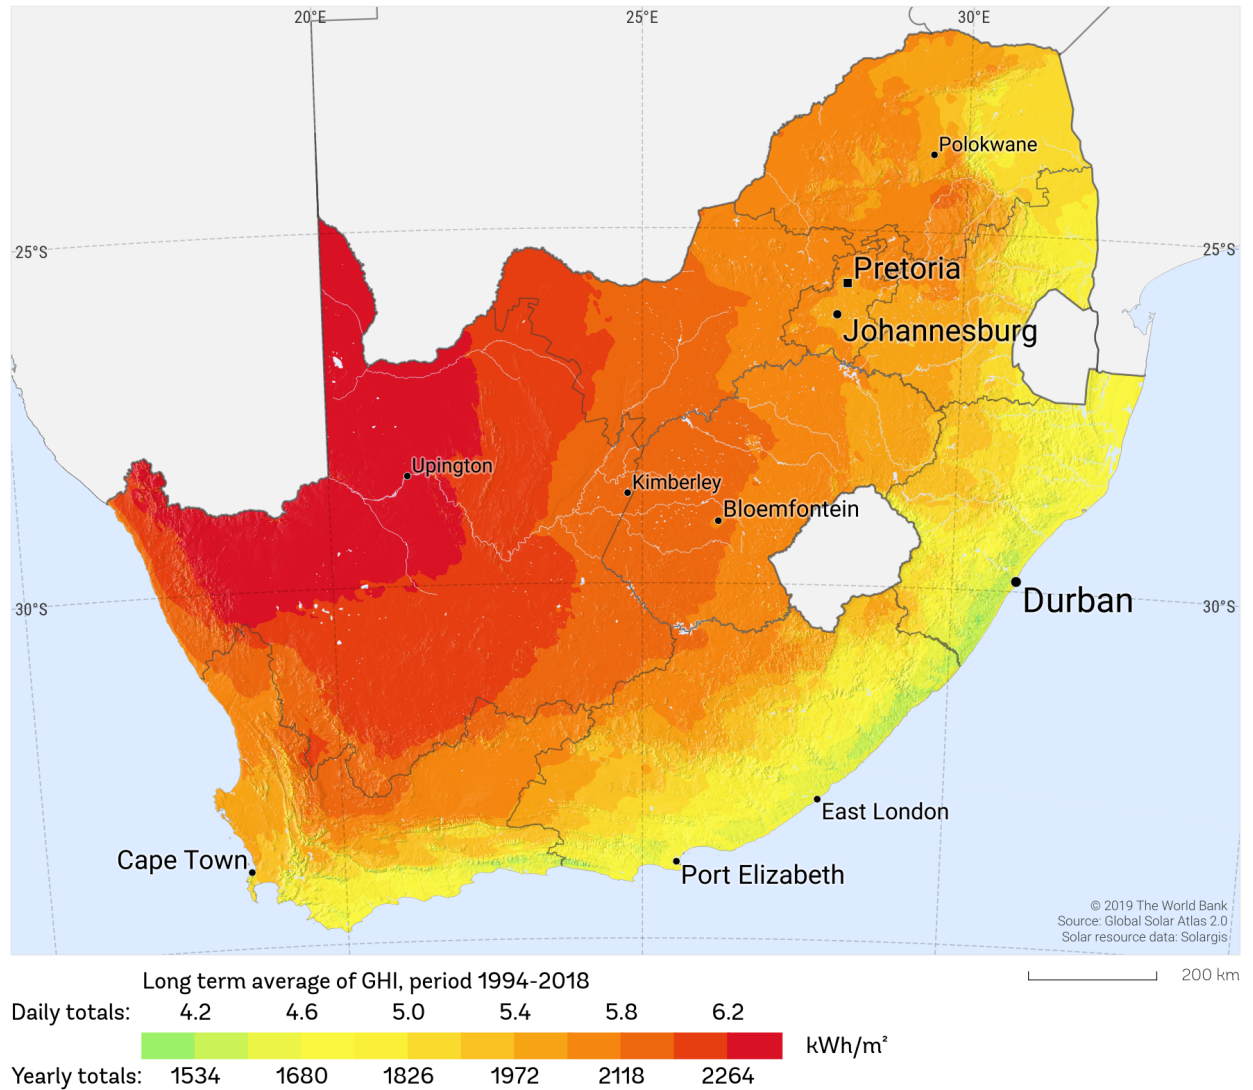 20°E 25°E 30°E
Polokwane
25°S 25°S
Pretoria
Johannesburg
Upington
Kimberley
Bloemfontein
30°S 30°S
Durban
East London
Cape Town
Port Elizabeth
© 2019 The World Bank
Source: Global Solar Atlas 2.0
Solar resource data: Solargis
Long term average of GHI, period 1994-2018
200 km
Daily totals: 4.2 4.6 5.0 5.4 5.8 6.2
kWh/m²
Yearly totals: 1534 1680 1826 1972 2118 2264